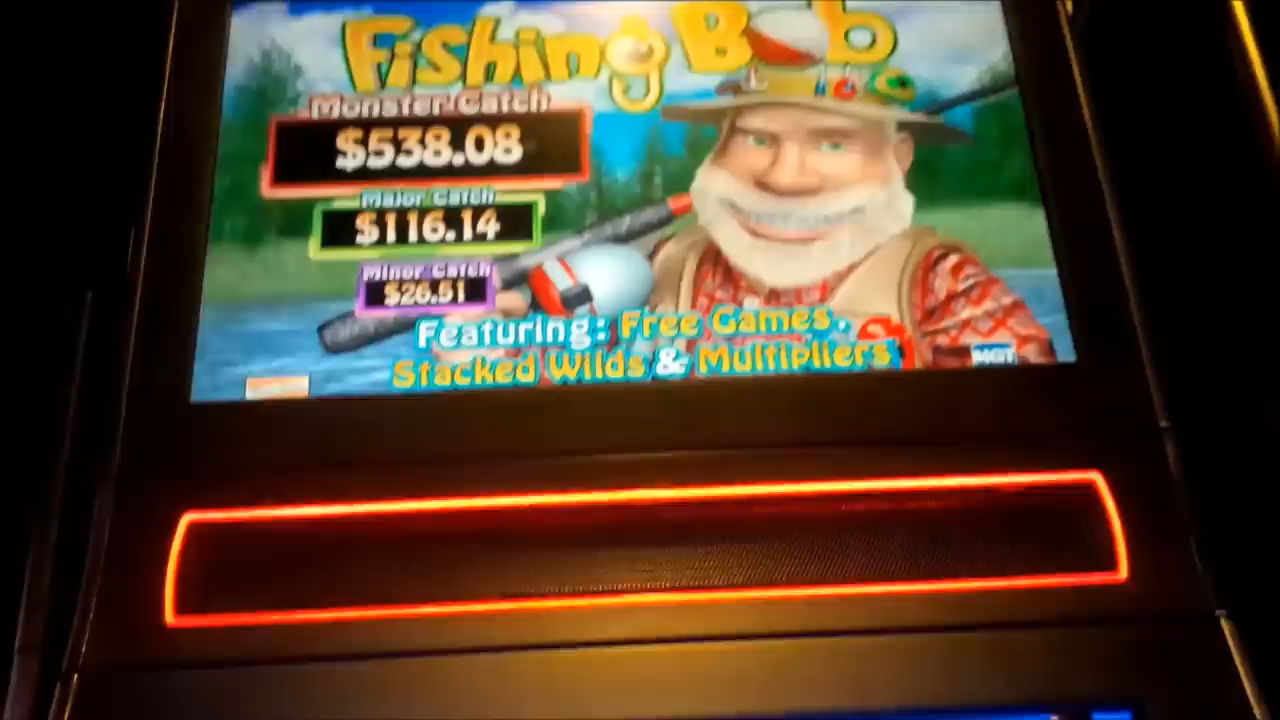 Fishing Bob
Monster Catch
$538.08
Major Catch
$116.14
Minor Catch
$26.51
Featuring: Free Games,
Stacked Wilds & Multipliers